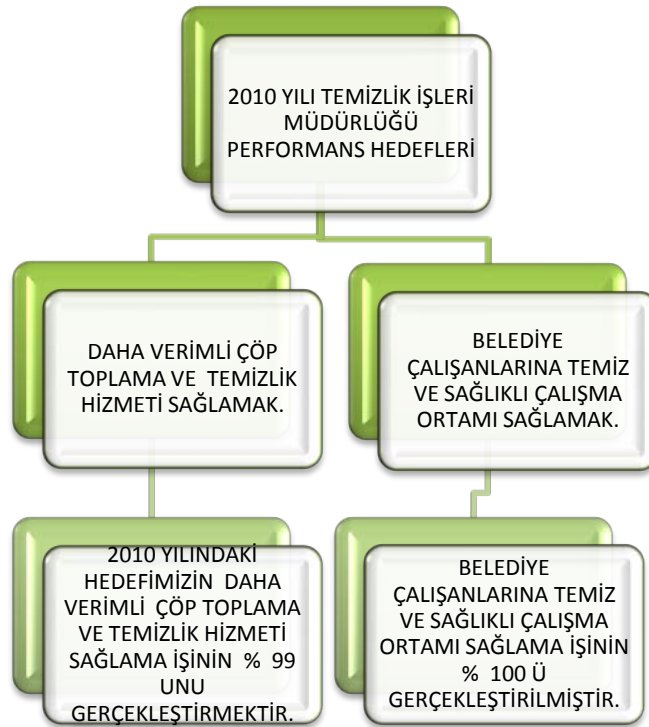 2010 YILI TEMİZLİK İŞLERİ
MÜDÜRLÜĞÜ
PERFORMANS HEDEFLERİ
DAHA VERİMLİ ÇÖP
TOPLAMA VE TEMİZLİK
HİZMETİ SAĞLAMAK.
BELEDİYE
ÇALIŞANLARINA TEMİZ
VE SAĞLIKLI ÇALIŞMA
ORTAMI SAĞLAMAK.
2010 YILINDAKİ
HEDEFİMİZİN DAHA
VERİMLİ ÇÖP TOPLAMA
VE TEMİZLİK HİZMETİ
SAĞLAMA İŞİNİN % 99
UNU
GERÇEKLEŞTİRMEKTİR.
BELEDİYE
ÇALIŞANLARINA TEMİZ
VE SAĞLIKLI ÇALIŞMA
ORTAMI SAĞLAMA İŞİNİN
% 100 Ü
GERÇEKLEŞTİRİLMİŞTİR.